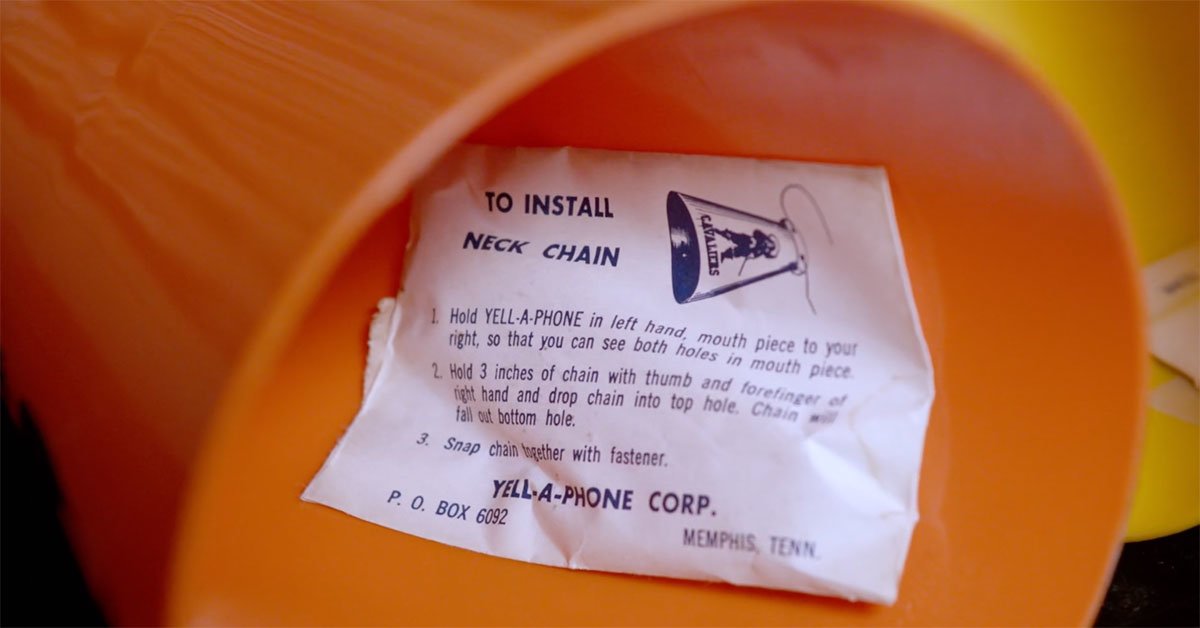 TO INSTALL
NECK CHAIN
CAVALIERS
1. Hold YELL-A-PHONE in left hand, mouth piece to your
right, so that you can see both holes in mouth piece.
2. Hold 3 inches of chain with thumb and forefinger of
right hand and drop chain into top hole. Chain will
fall out bottom hole.
3. Snap chain together with fastener.
YELL-A-PHONE CORP.
P. O. BOX 6092
MEMPHIS, TENN.